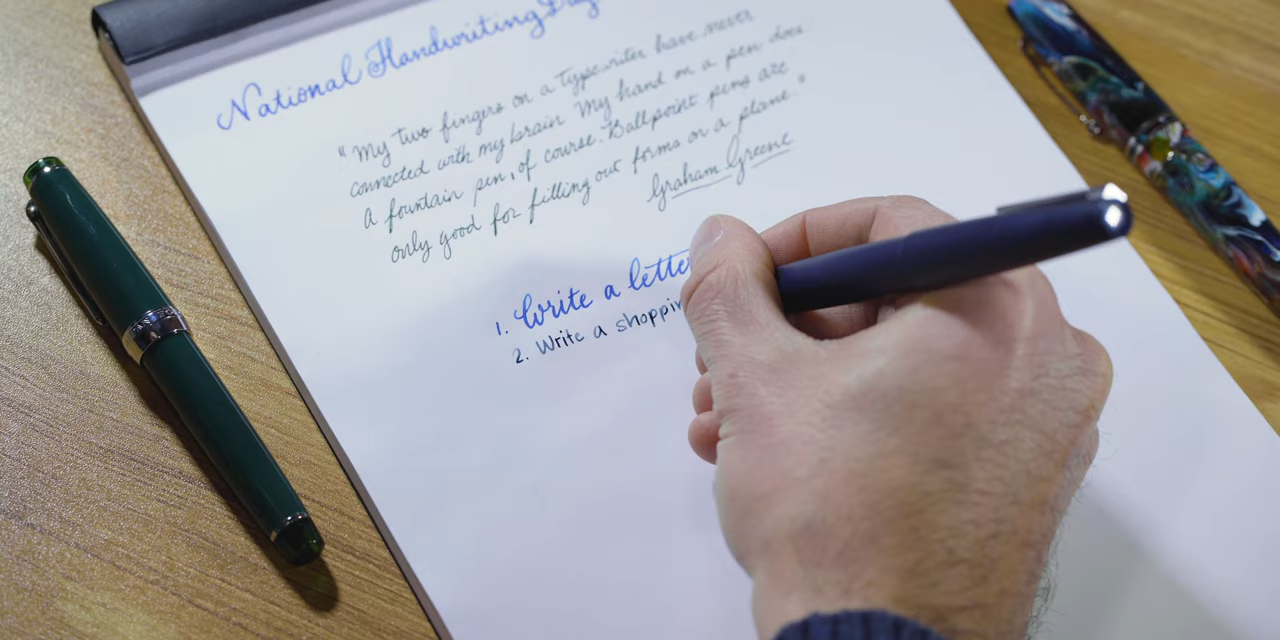 National Handwriting Day
"My two fingers on a typewriter have never
connected with my brain. My hand on a pen does.
A fountain pen, of course. Ballpoint pens are
only good for filling out forms on a plane."
Graham Greene
1. Write a lette
2. Write a shoppin